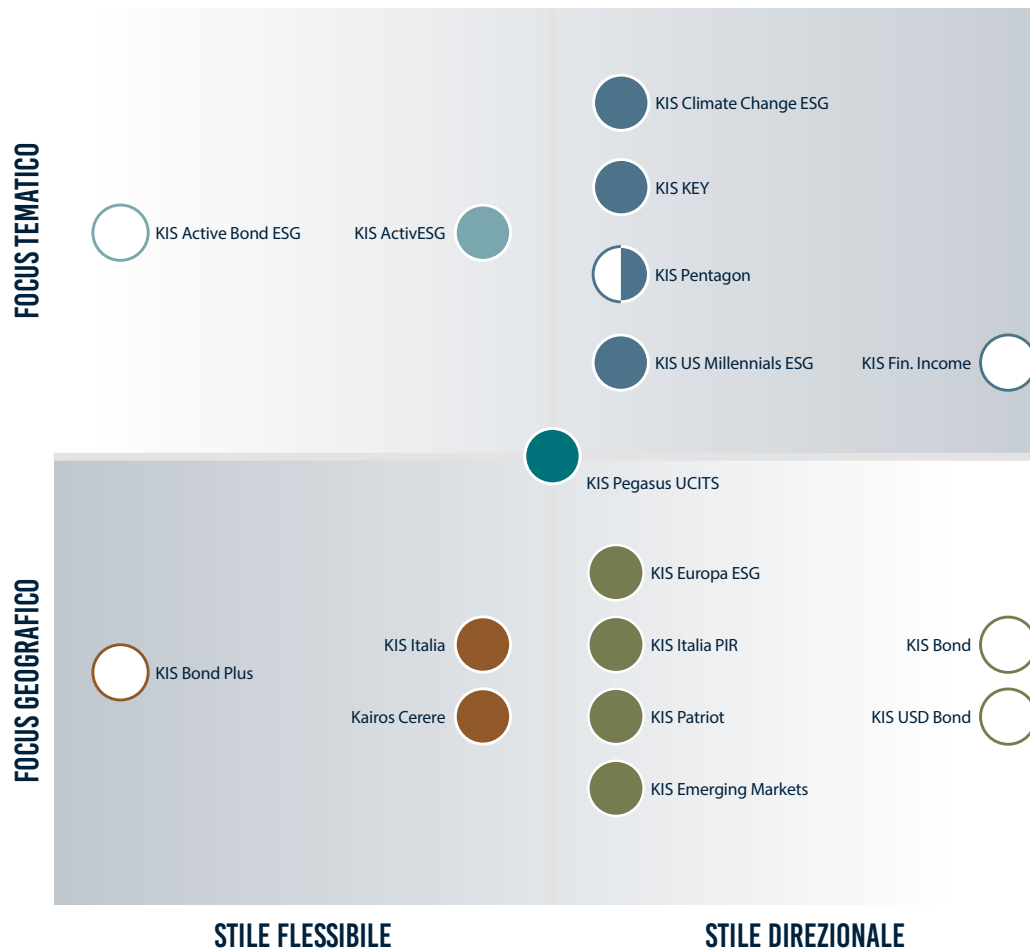 FOCUS TEMATICO
KIS Climate Change ESG
KIS KEY
KIS Active Bond ESG
KIS ActivESG
KIS Pentagon
KIS US Millennials ESG
KIS Fin. Income
KIS Pegasus UCITS
FOCUS GEOGRAFICO
KIS Europa ESG
KIS Italia
KIS Italia PIR
KIS Bond
KIS Bond Plus
Kairos Cerere
KIS Patriot
KIS USD Bond
KIS Emerging Markets
STILE FLESSIBILE
STILE DIREZIONALE